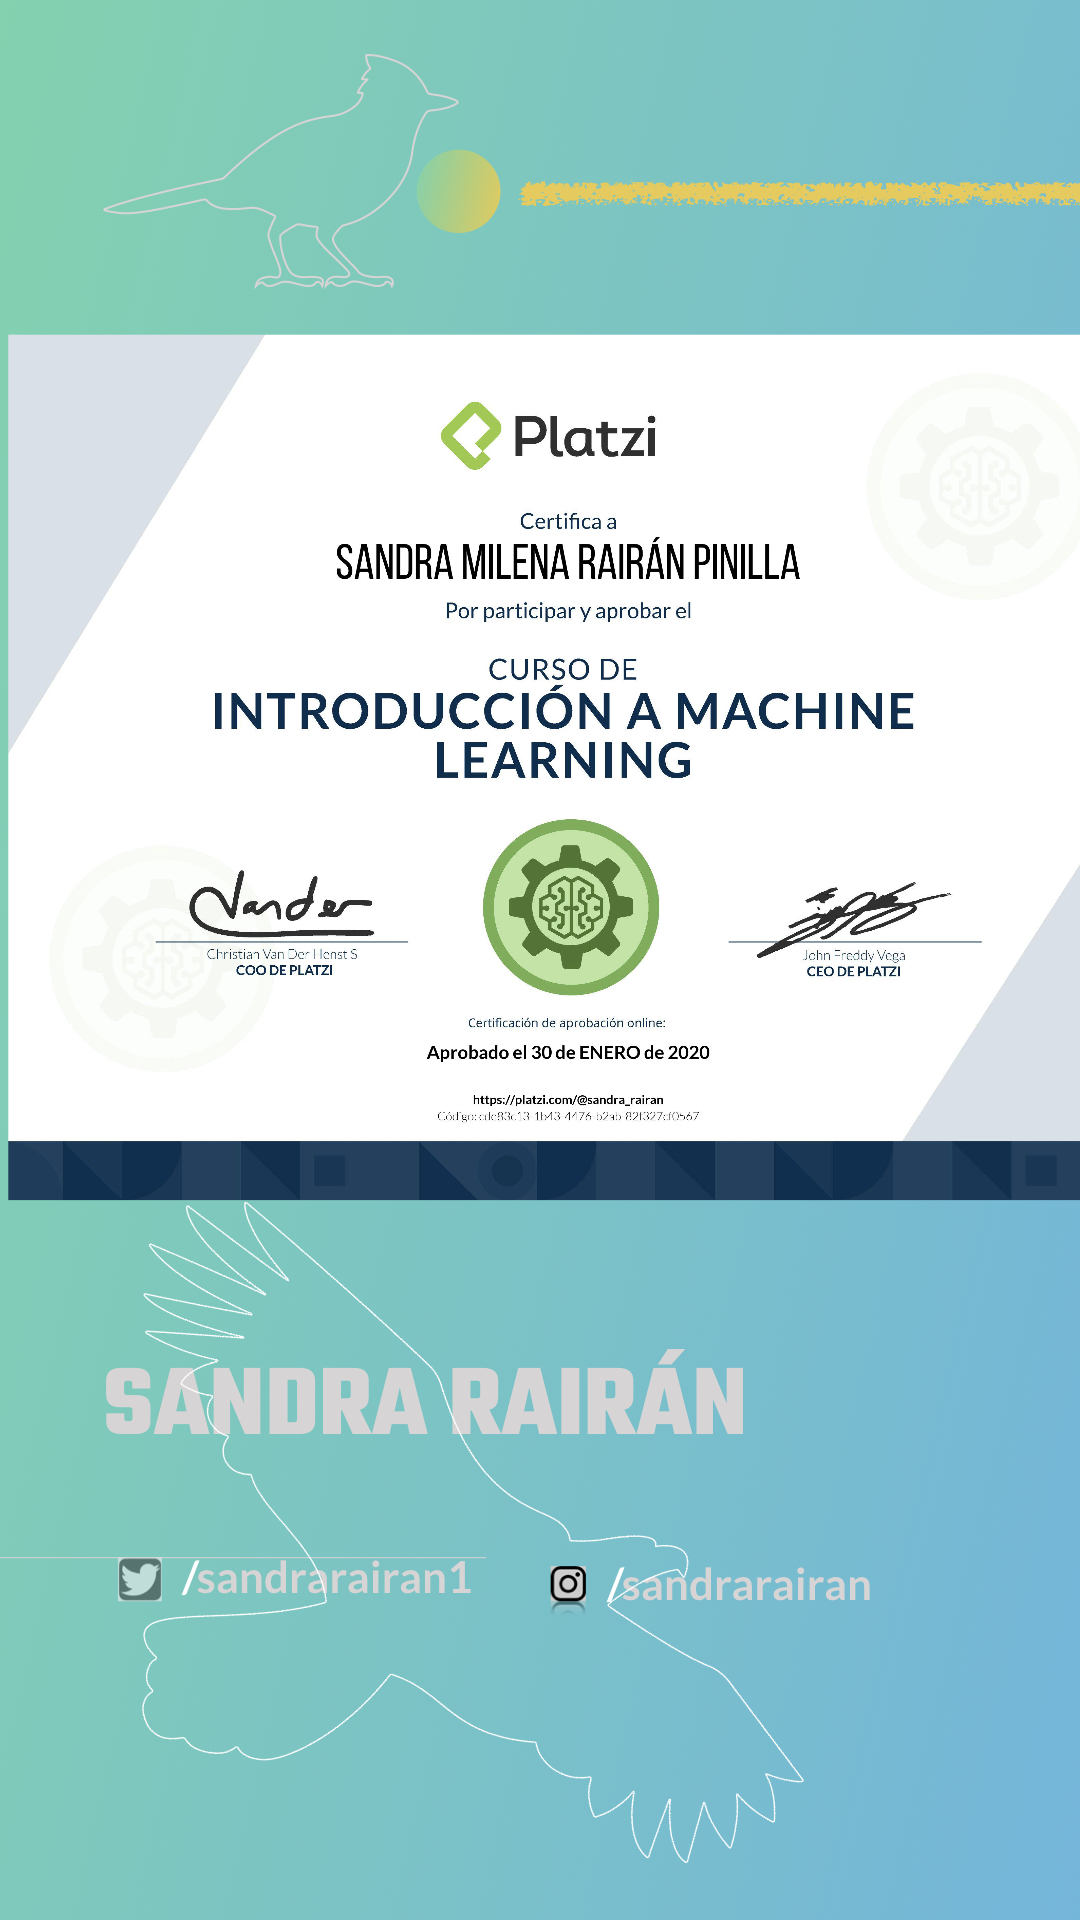 Platzi
Certifica a
SANDRA MILENA RAIRÁN PINILLA
Por participar y aprobar el
CURSO DE
INTRODUCCIÓN A MACHINE
LEARNING
Vander
Christian Van Der Henst S
COO DE PLATZI
John Freddy Vega
CEO DE PLATZI
Certificación de aprobación online:
Aprobado el 30 de ENERO de 2020
https://platzi.com/@sandra_rairan
Código:
SANDRA RAIRÁN
/sandrarairan1
/sandrarairan